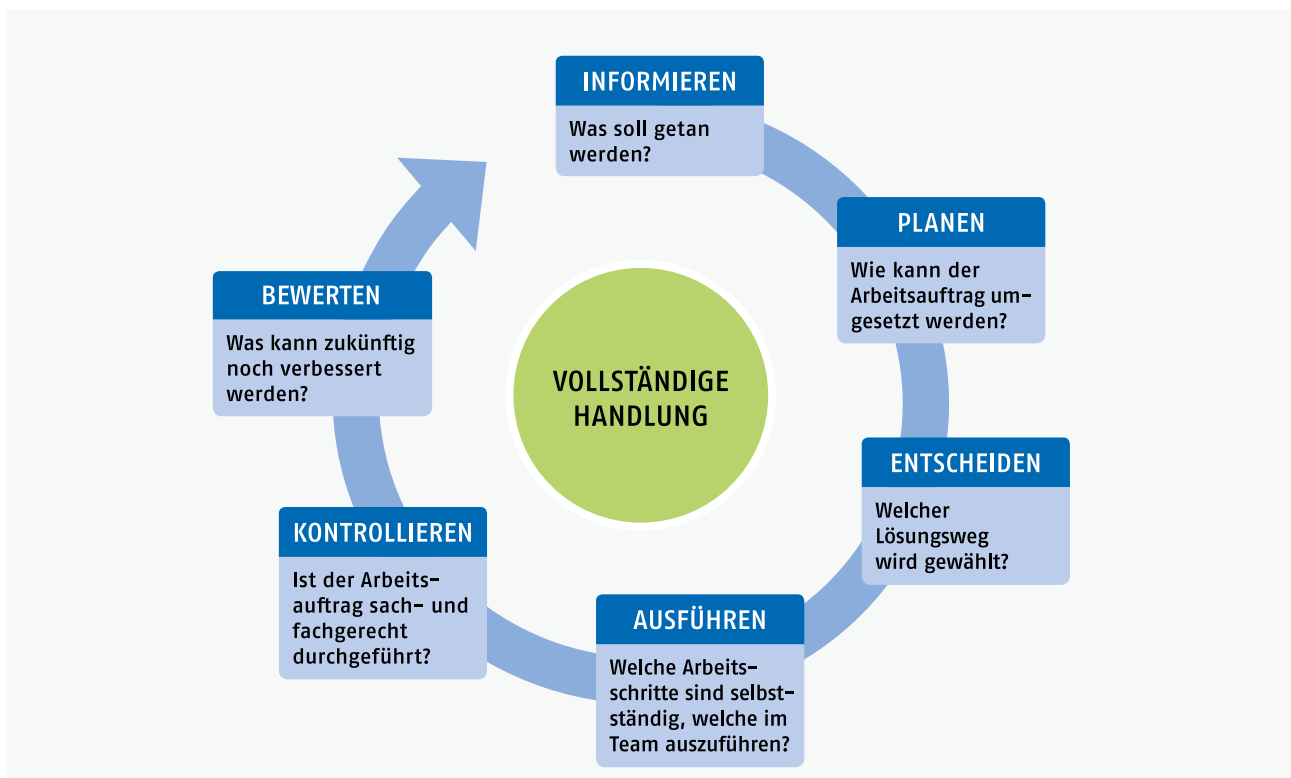 INFORMIEREN
Was soll getan
werden?
PLANEN
Wie kann der
Arbeitsauftrag um-
gesetzt werden?
ENTSCHEIDEN
Welcher
Lösungsweg
wird gewählt?
AUSFÜHREN
Welche Arbeits-
schritte sind selbst-
ständig, welche im
Team auszuführen?
KONTROLLIEREN
Ist der Arbeits-
auftrag sach- und
fachgerecht
durchgeführt?
BEWERTEN
Was kann zukünftig
noch verbessert
werden?
VOLLSTÄNDIGE
HANDLUNG